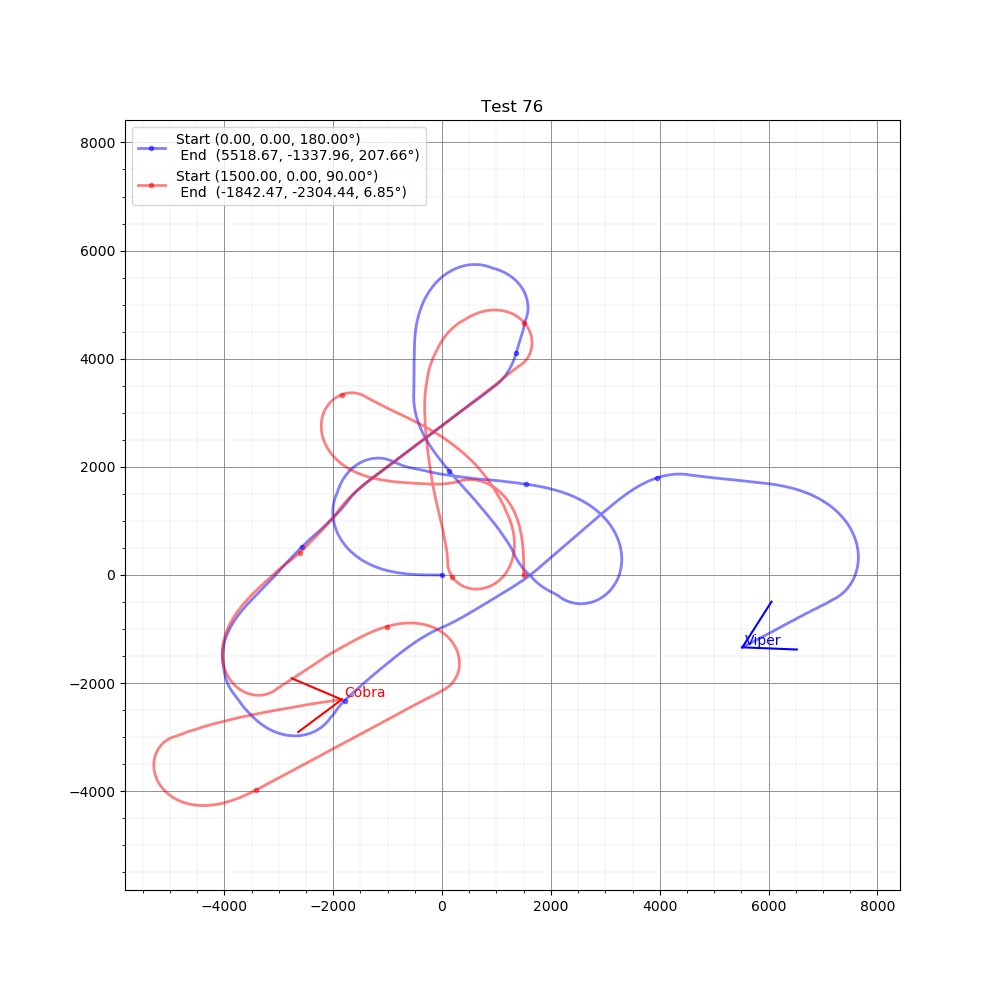 Test 76
Start (0.00, 0.00, 180.00°)
End  (5518.67, -1337.96, 207.66°)
Start (1500.00, 0.00, 90.00°)
End  (-1842.47, -2304.44, 6.85°)
8000
6000
4000
2000
0
−2000
−4000
Viper
Cobra
−4000 −2000 0 2000 4000 6000 8000